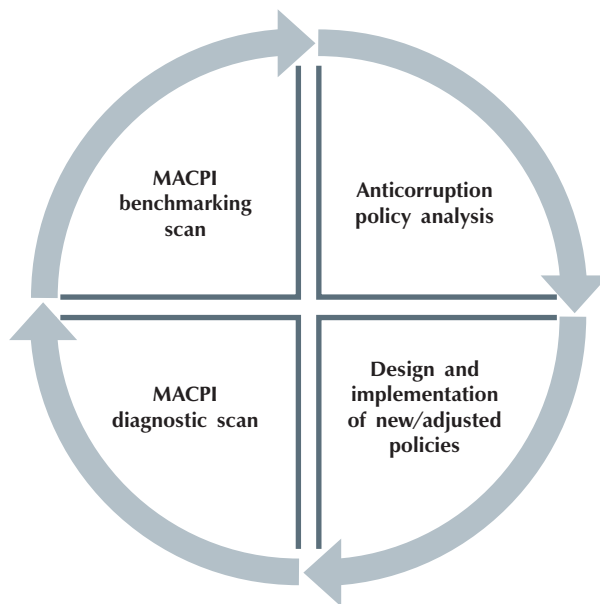 MACPI
benchmarking
scan
Anticorruption
policy analysis
MACPI
diagnostic scan
Design and
implementation
of new/adjusted
policies